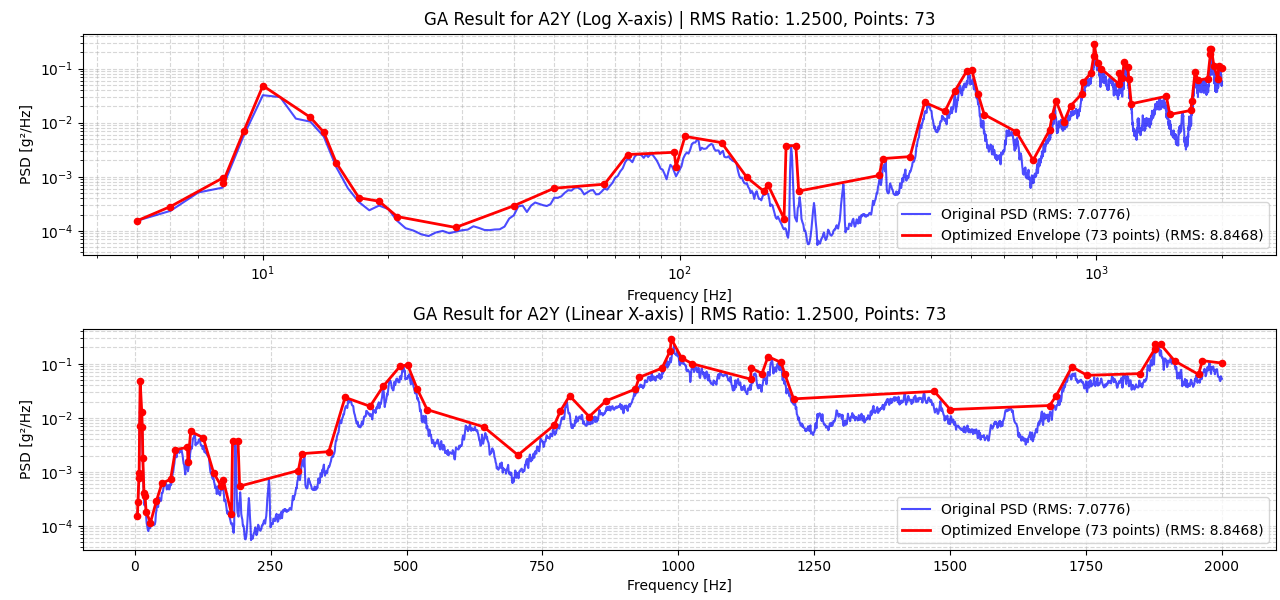 GA Result for A2Y (Log X-axis) | RMS Ratio: 1.2500, Points: 73
PSD [g²/Hz]
10⁻¹
10⁻²
10⁻³
10⁻⁴
Original PSD (RMS: 7.0776)
Optimized Envelope (73 points) (RMS: 8.8468)
10¹ 10² 10³
Frequency [Hz]
GA Result for A2Y (Linear X-axis) | RMS Ratio: 1.2500, Points: 73
PSD [g²/Hz]
10⁻¹
10⁻²
10⁻³
10⁻⁴
Original PSD (RMS: 7.0776)
Optimized Envelope (73 points) (RMS: 8.8468)
0 250 500 750 1000 1250 1500 1750 2000
Frequency [Hz]